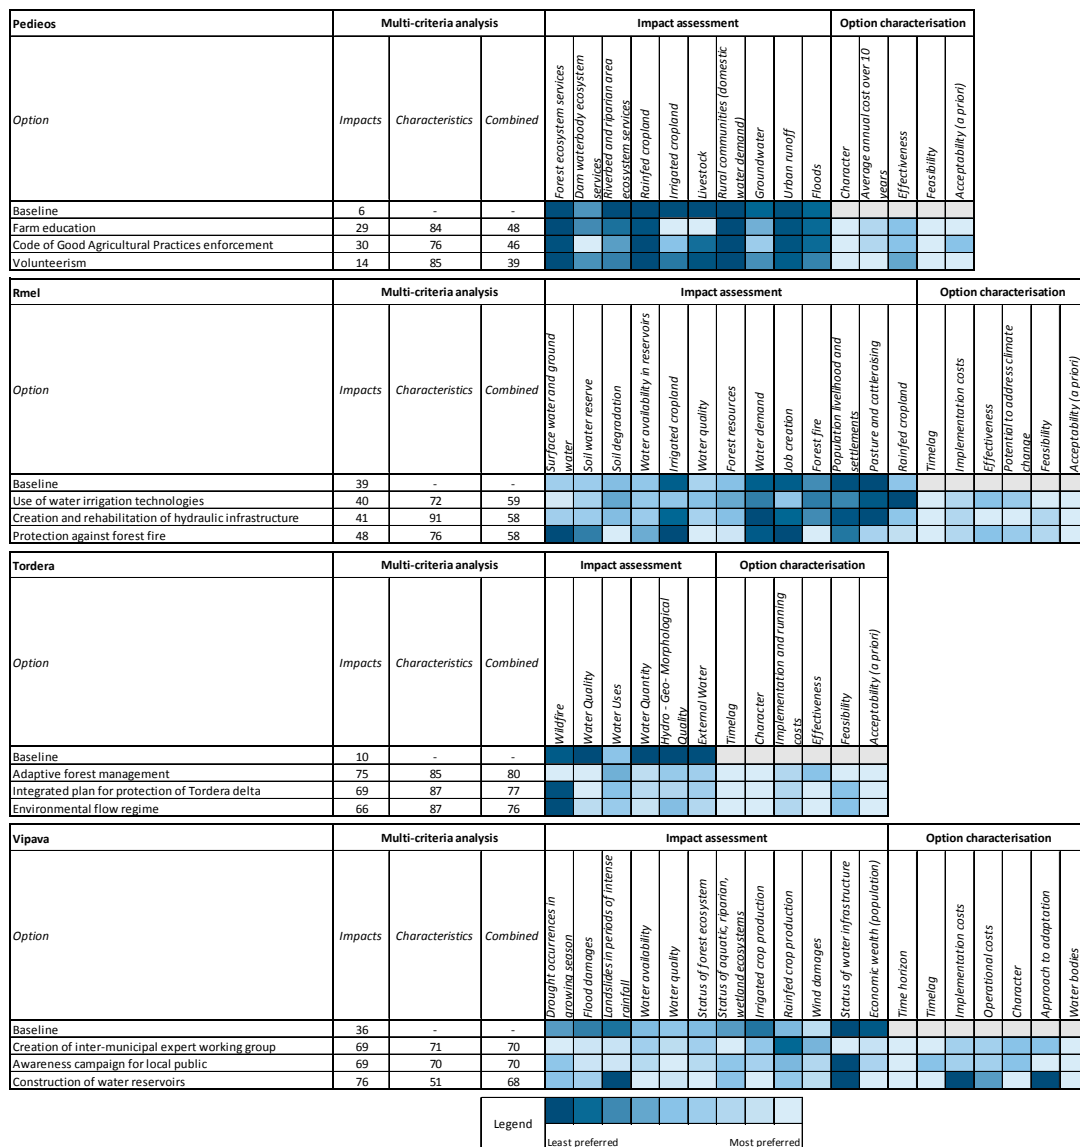 Pedieos Multi-criteria analysis Impact assessment Option characterisation
Option Impacts Characteristics Combined
Forest ecosystem services
Dam waterbody ecosystem services
Riverbed and riparian area ecosystem services
Rainfed cropland
Irrigated cropland
Livestock
Rural communities (domestic water demand)
Groundwater
Urban runoff
Floods
Character
Average annual cost over 10 years
Effectiveness
Feasibility
Acceptability (a priori)
Baseline 6 - -
Farm education 29 84 48
Code of Good Agricultural Practices enforcement 30 76 46
Volunteerism 14 85 39
Rmel Multi-criteria analysis Impact assessment Option characterisation
Option Impacts Characteristics Combined
Surface water and ground water
Soil water reserve
Soil degradation
Water availability in reservoirs
Irrigated cropland
Water quality
Forest resources
Water demand
Job creation
Forest fire
Population livelihood and settlements
Pasture and cattleraising
Rainfed cropland
Timelag
Implementation costs
Effectiveness
Potential to address climate change
Feasibility
Acceptability (a priori)
Baseline 39 - -
Use of water irrigation technologies 40 72 59
Creation and rehabilitation of hydraulic infrastructure 41 91 58
Protection against forest fire 48 76 58
Tordera Multi-criteria analysis Impact assessment Option characterisation
Option Impacts Characteristics Combined
Wildfire
Water Quality
Water Uses
Water Quantity
Hydro - Geo- Morphological Quality
External Water
Timelag
Character
Implementation and running costs
Effectiveness
Feasibility
Acceptability (a priori)
Baseline 10 - -
Adaptive forest management 75 85 80
Integrated plan for protection of Tordera delta 69 87 77
Environmental flow regime 66 87 76
Vipava Multi-criteria analysis Impact assessment Option characterisation
Option Impacts Characteristics Combined
Drought occurrences in growing season
Flood damages
Landslides in periods of intense rainfall
Water availability
Water quality
Status of forest ecosystem
Status of aquatic, riparian, wetland ecosystems
Irrigated crop production
Rainfed crop production
Wind damages
Status of water infrastructure
Economic wealth (population)
Time horizon
Timelag
Implementation costs
Operational costs
Character
Approach to adaptation
Water bodies
Baseline 36 - -
Creation of inter-municipal expert working group 69 71 70
Awareness campaign for local public 69 70 70
Construction of water reservoirs 76 51 68
Legend
Least preferred Most preferred